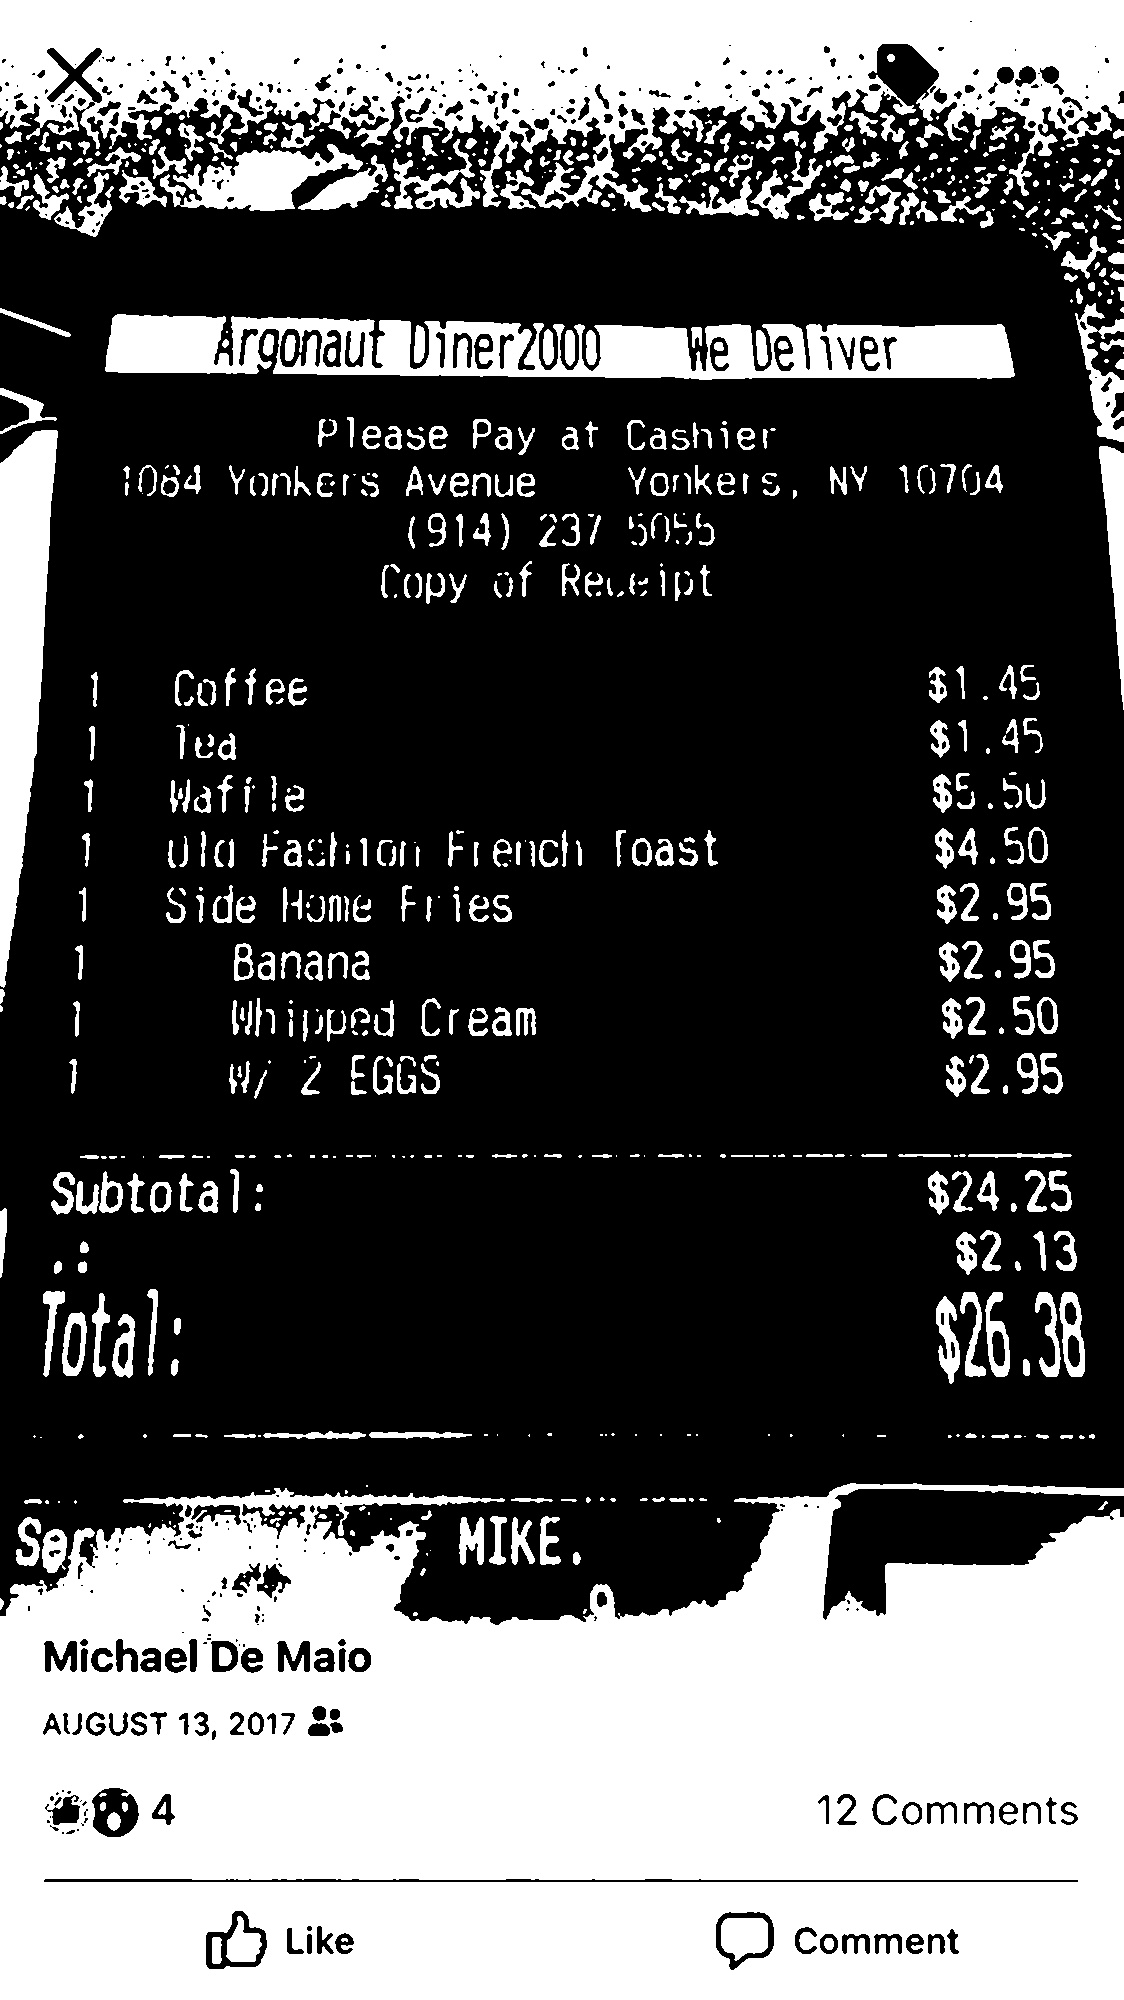 Argonaut Diner2000 We Deliver
Please Pay at Cashier
1084 Yonkers Avenue Yonkers, NY 10704
(914) 237 5055
Copy of Receipt
1 Coffee $1.45
1 Tea $1.45
1 Waffle $5.50
1 Old Fashion French Toast $4.50
1 Side Home Fries $2.95
1 Banana $2.95
1 Whipped Cream $2.50
1 W/ 2 EGGS $2.95
Subtotal: $24.25
.: $2.13
Total: $26.38
MIKE.
Michael De Maio
AUGUST 13, 2017
4 12 Comments
Like Comment